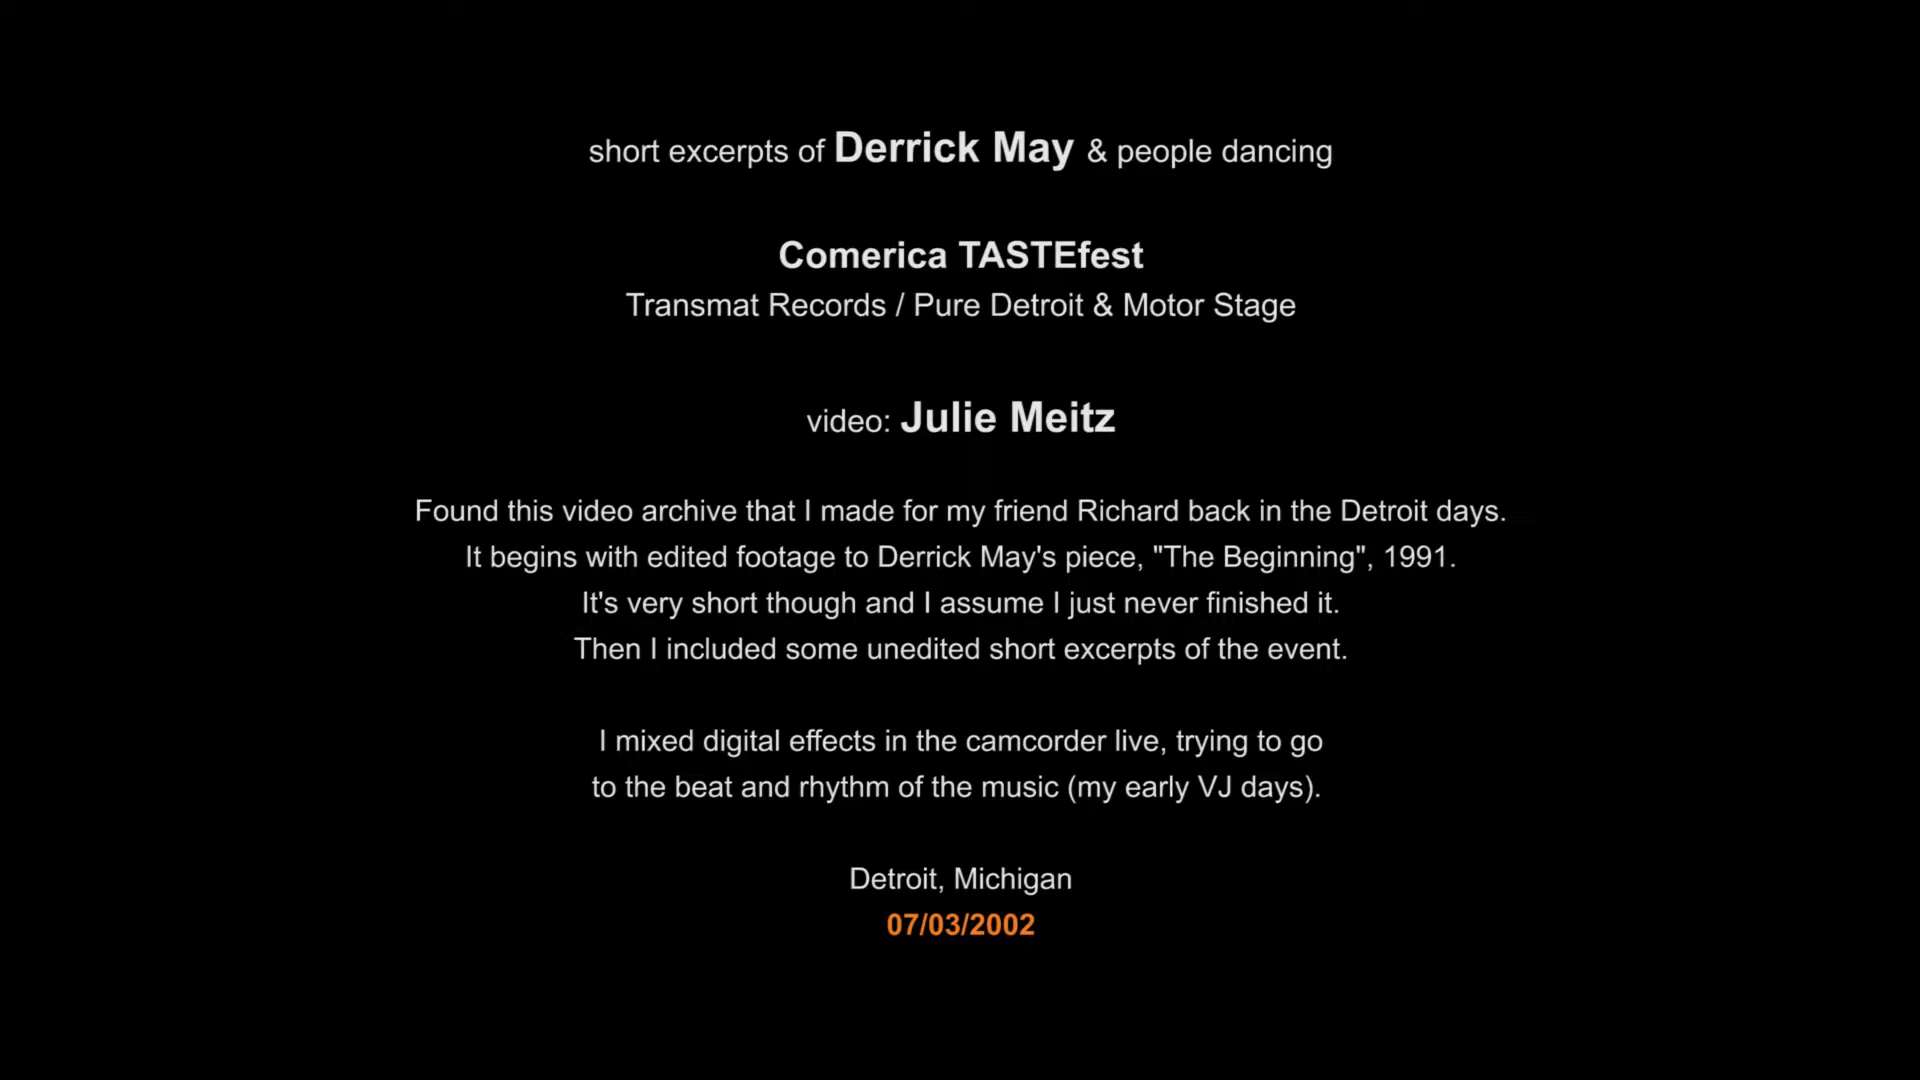 short excerpts of Derrick May & people dancing
Comerica TASTEfest
Transmat Records / Pure Detroit & Motor Stage
video: Julie Meitz
Found this video archive that I made for my friend Richard back in the Detroit days.
It begins with edited footage to Derrick May's piece, "The Beginning", 1991.
It's very short though and I assume I just never finished it.
Then I included some unedited short excerpts of the event.
I mixed digital effects in the camcorder live, trying to go
to the beat and rhythm of the music (my early VJ days).
Detroit, Michigan
07/03/2002